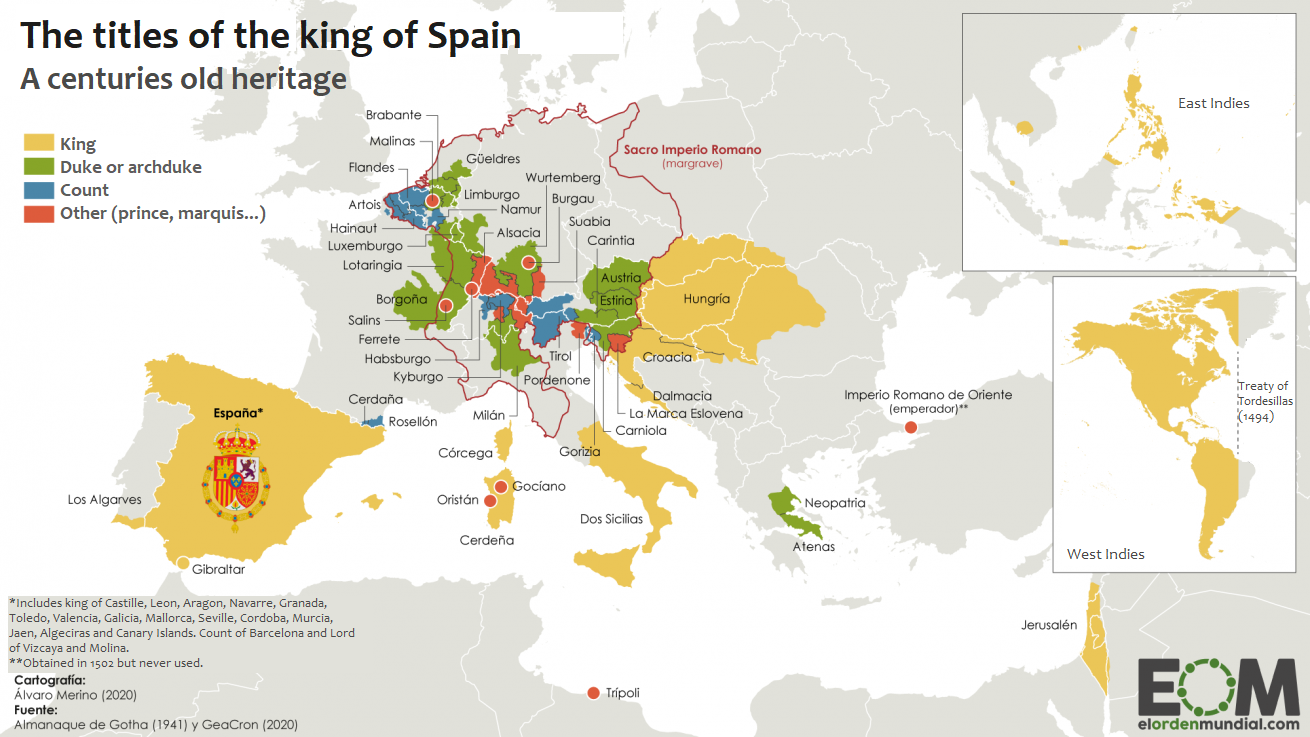 The titles of the king of Spain
A centuries old heritage
King
Duke or archduke
Count
Other (prince, marquis...)
Brabante
Malinas
Flandes
Artois
Hainaut
Luxemburgo
Lotaringia
Borgoña
Salins
Ferrete
Habsburgo
Kyburgo
Güeldres
Limburgo
Namur
Alsacia
Wurtemberg
Burgau
Suabia
Carintia
Sacro Imperio Romano
(margrave)
Austria
Estiria
Hungría
Tirol
Pordenone
Croacia
Dalmacia
La Marca Eslovena
Carniola
Gorizia
Milán
Cerdaña
Rosellón
España*
Los Algarves
Gibraltar
Córcega
Gocíano
Oristán
Cerdeña
Dos Sicilias
Imperio Romano de Oriente
(emperador)**
Neopatria
Atenas
Jerusalén
Trípoli
East Indies
Treaty of
Tordesillas
(1494)
West Indies
*Includes king of Castille, Leon, Aragon, Navarre, Granada,
Toledo, Valencia, Galicia, Mallorca, Seville, Cordoba, Murcia,
Jaen, Algeciras and Canary Islands. Count of Barcelona and Lord
of Vizcaya and Molina.
**Obtained in 1502 but never used.
Cartografía:
Álvaro Merino (2020)
Fuente:
Almanaque de Gotha (1941) y GeaCron (2020)
EOM
elordenmundial.com